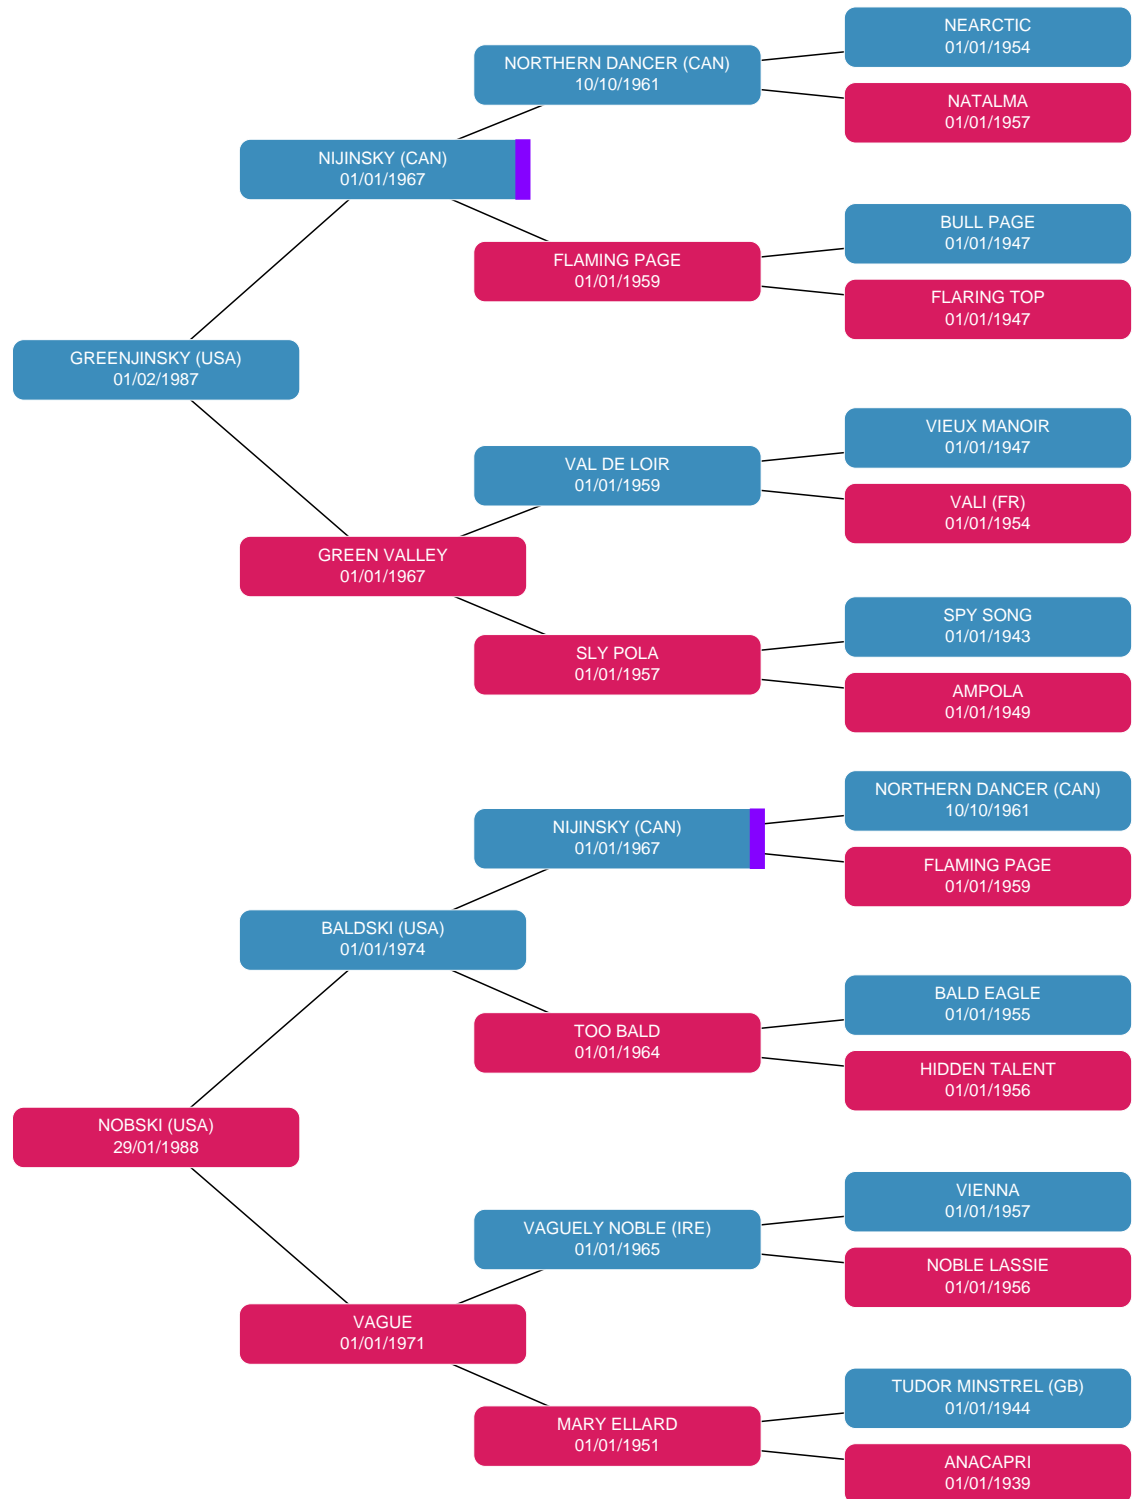 NEARCTIC
01/01/1954
NORTHERN DANCER (CAN)
10/10/1961
NATALMA
01/01/1957
NIJINSKY (CAN)
01/01/1967
BULL PAGE
01/01/1947
FLAMING PAGE
01/01/1959
FLARING TOP
01/01/1947
GREENJINSKY (USA)
01/02/1987
VIEUX MANOIR
01/01/1947
VAL DE LOIR
01/01/1959
VALI (FR)
01/01/1954
GREEN VALLEY
01/01/1967
SPY SONG
01/01/1943
SLY POLA
01/01/1957
AMPOLA
01/01/1949
NORTHERN DANCER (CAN)
10/10/1961
NIJINSKY (CAN)
01/01/1967
FLAMING PAGE
01/01/1959
BALDSKI (USA)
01/01/1974
BALD EAGLE
01/01/1955
TOO BALD
01/01/1964
HIDDEN TALENT
01/01/1956
NOBSKI (USA)
29/01/1988
VIENNA
01/01/1957
VAGUELY NOBLE (IRE)
01/01/1965
NOBLE LASSIE
01/01/1956
VAGUE
01/01/1971
TUDOR MINSTREL (GB)
01/01/1944
MARY ELLARD
01/01/1951
ANACAPRI
01/01/1939